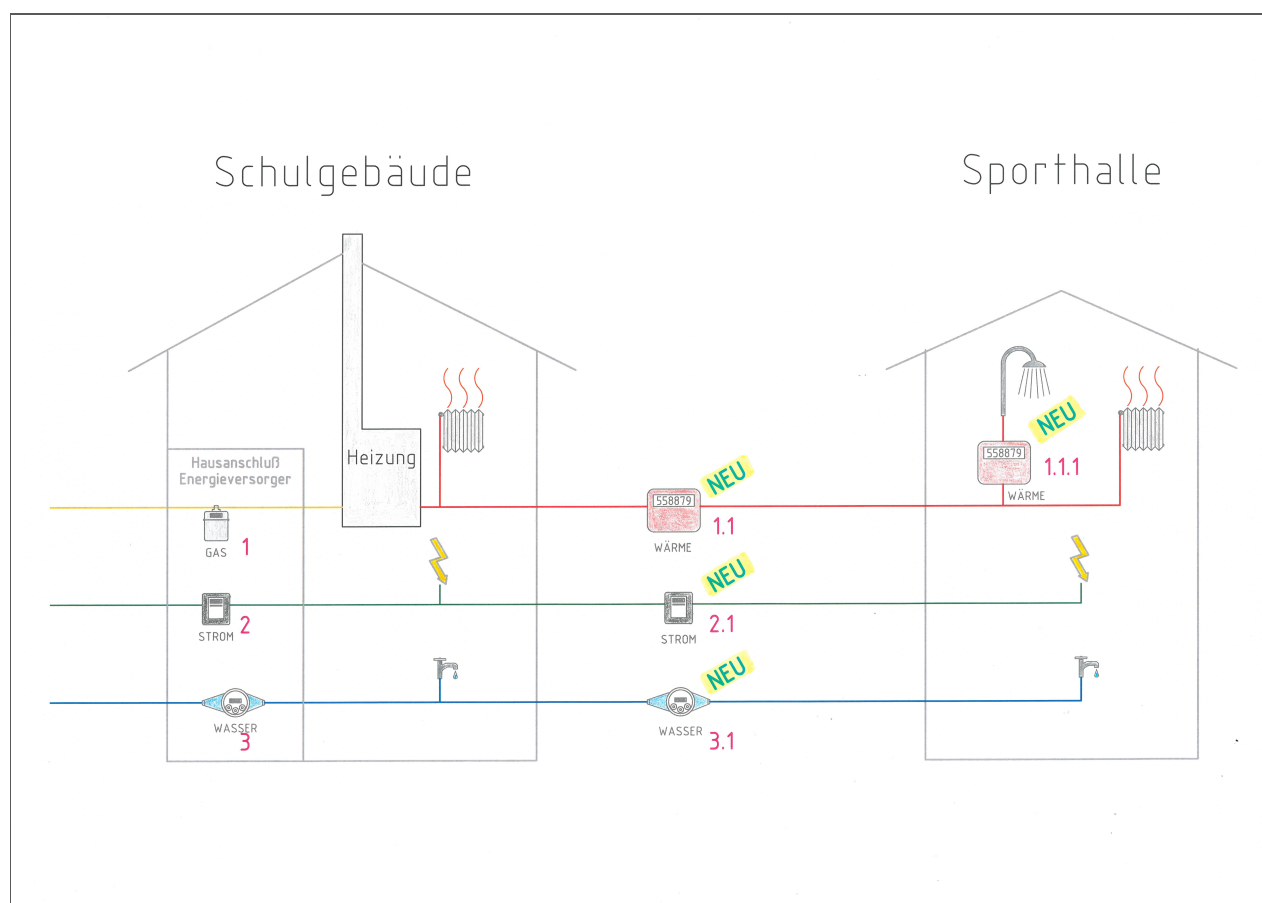 Schulgebäude
Sporthalle
Hausanschluß
Energieversorger
Heizung
558879
NEU
WÄRME
1.1
558879
NEU
1.1.1
WÄRME
GAS
1
STROM
2
NEU
STROM
2.1
WASSER
3
NEU
WASSER
3.1